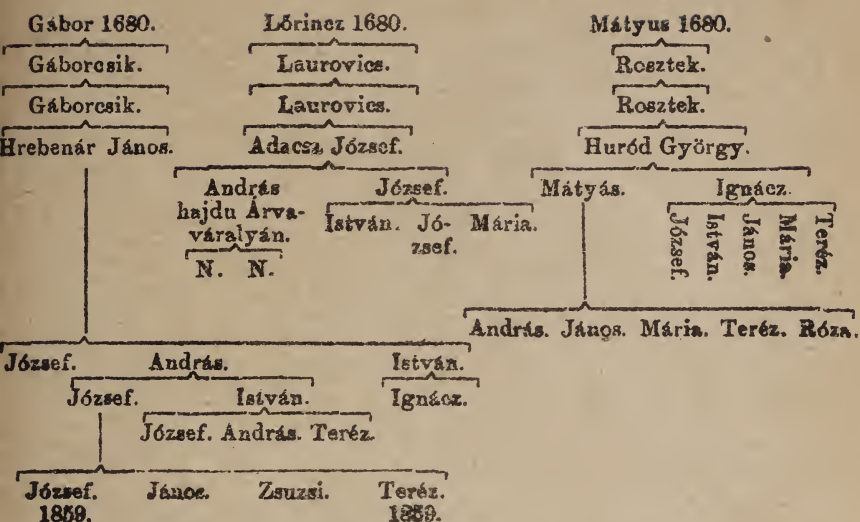 Gábor 1680. Lőrincz 1680. Mátyus 1680.
Gáborcsik. Laurovics. Rosztek.
Gáborcsik. Laurovics. Rosztek.
Hrebenár János. Adacsz József. Huród György.
András József. Mátyás. Ignácz.
hajdu Árva-
váralyán.
István. Jó- Mária.
zsef.
József.
István.
János.
Mária.
Teréz.
N. N.
András. János. Mária. Teréz. Róza.
József. András. István.
József. István. Ignácz.
József. András. Teréz.
József. János. Zsuzsi. Teréz.
1859. 1859.